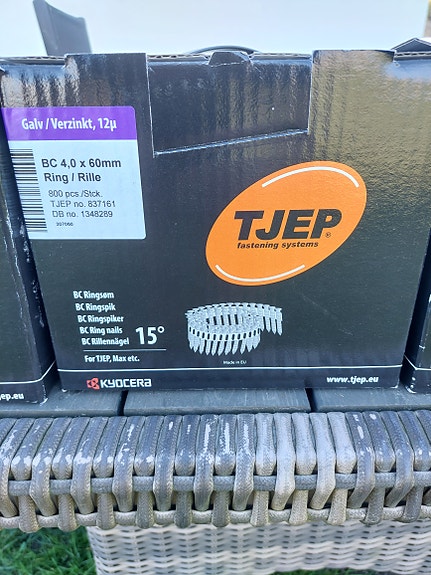 Galv / Verzinkt, 12µ
BC 4,0 x 60mm
Ring / Rille
800 pcs./Stck.
TJEP no. 837161
DB no. 1348289
TJEP®
fastening systems
BC Ringsøm
BC Ringspik
BC Ringspiker
BC Ring nails
BC Rillennägel
15°
For TJEP, Max etc.
Made in EU
KYOCERA
www.tjep.eu
jep.eu